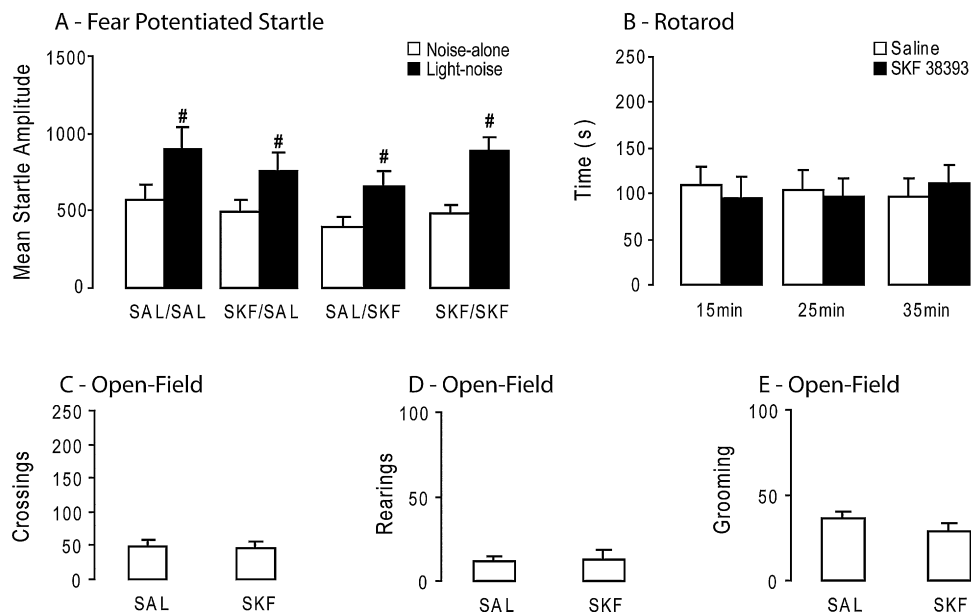 A - Fear Potentiated Startle
Noise-alone
Light-noise
Mean Startle Amplitude
1500
1000
500
0
# # # #
SAL/SAL SKF/SAL SAL/SKF SKF/SKF
B - Rotarod
Saline
SKF 38393
Time (s)
250
200
150
100
50
0
15min 25min 35min
C - Open-Field
Crossings
250
200
150
100
50
0
SAL SKF
D - Open-Field
Rearings
100
50
0
SAL SKF
E - Open-Field
Grooming
100
50
0
SAL SKF